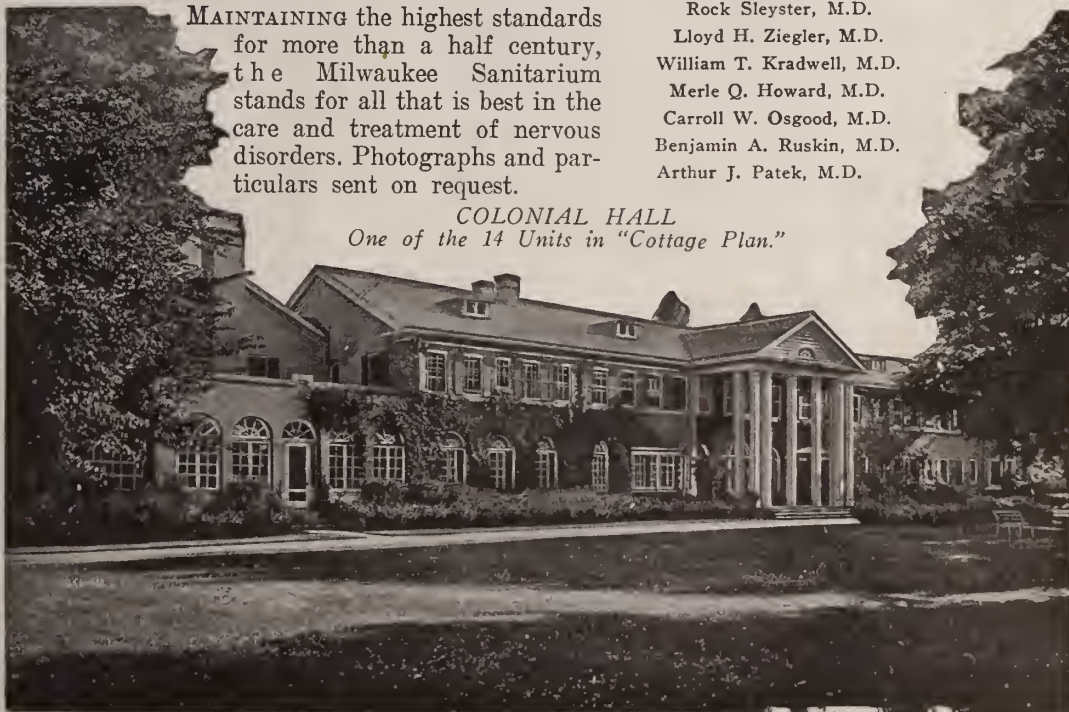 MAINTAINING the highest standards
for more than a half century,
the Milwaukee Sanitarium
stands for all that is best in the
care and treatment of nervous
disorders. Photographs and par-
ticulars sent on request.
Rock Sleyster, M.D.
Lloyd H. Ziegler, M.D.
William T. Kradwell, M.D.
Merle Q. Howard, M.D.
Carroll W. Osgood, M.D.
Benjamin A. Ruskin, M.D.
Arthur J. Patek, M.D.
COLONIAL HALL
One of the 14 Units in "Cottage Plan."